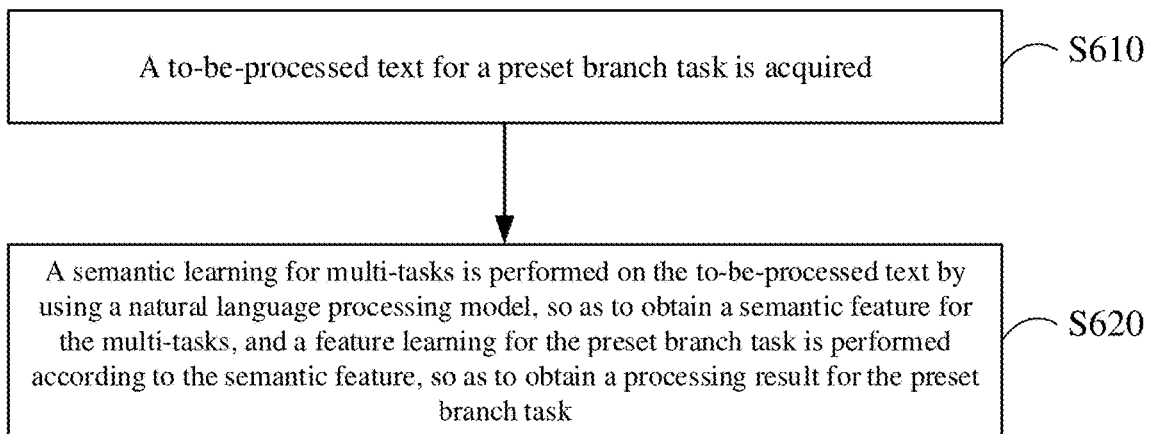 A to-be-processed text for a preset branch task is acquired
S610
A semantic learning for multi-tasks is performed on the to-be-processed text by
using a natural language processing model, so as to obtain a semantic feature for
the multi-tasks, and a feature learning for the preset branch task is performed
according to the semantic feature, so as to obtain a processing result for the preset
branch task
S620